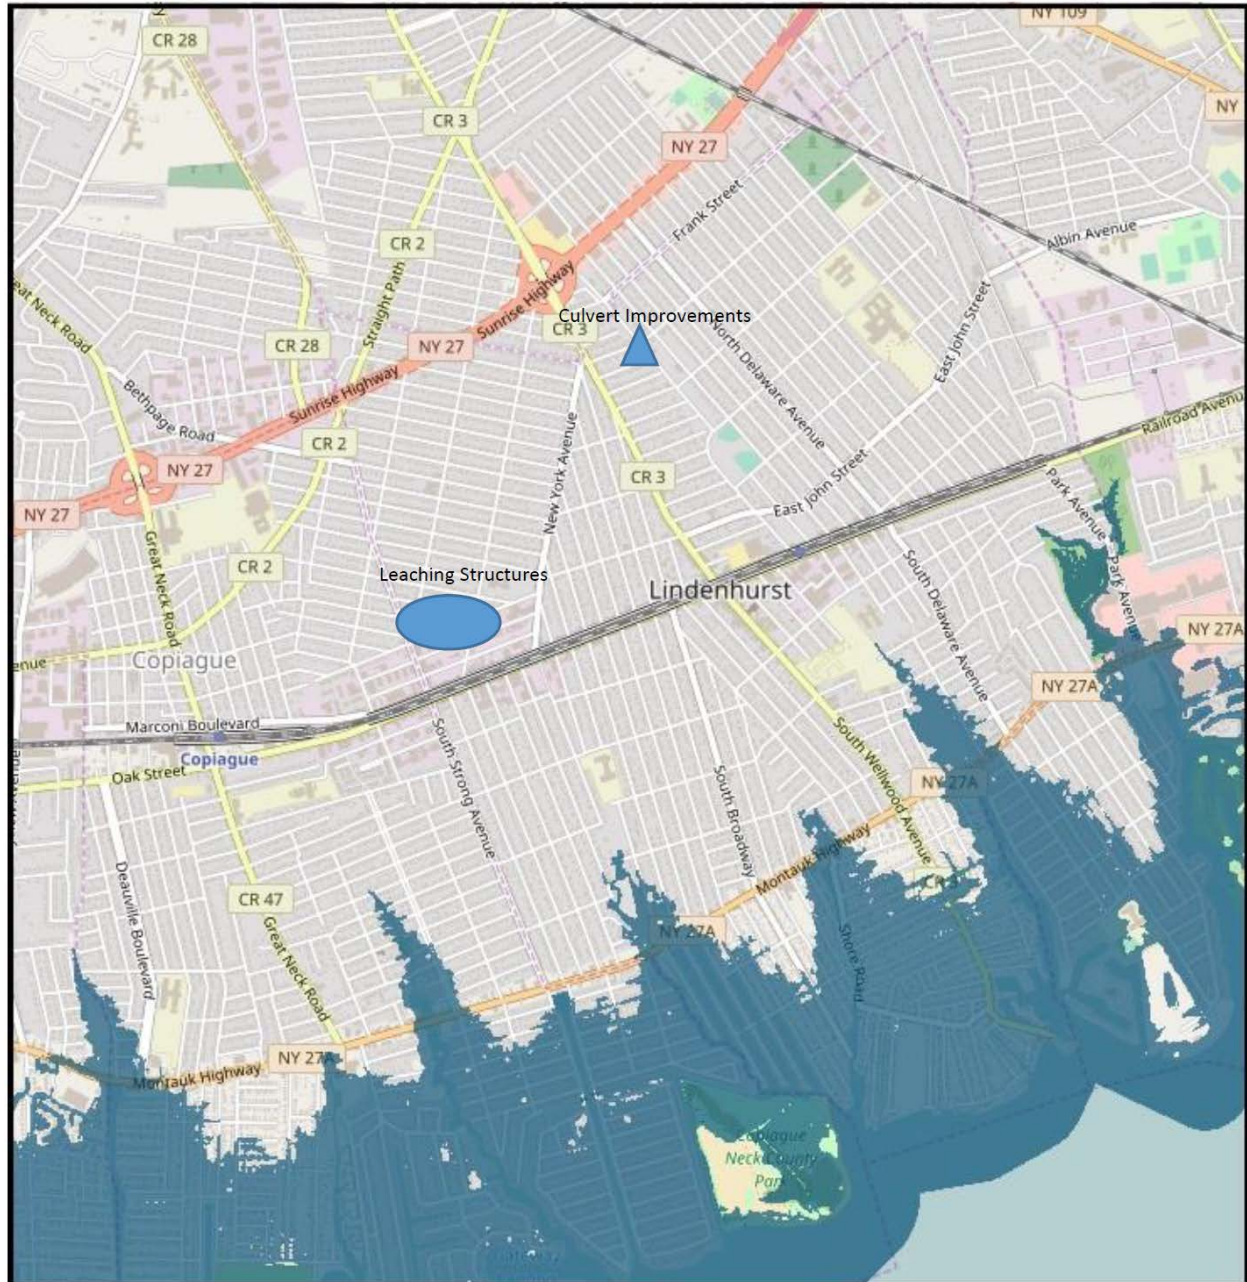 CR 28
NY 109
NY
CR 3
NY 27
Frank Street
CR 2
Albin Avenue
Straight Path
Sunrise Highway
eat Neck Road
Culvert Improvements
CR 3
CR 28
NY 27
North Delaware Avenue
East John Street
Sunrise Highway
Bethpage Road
Railroad Avenu
CR 2
New York Avenue
NY 27
CR 3
East John Street
Park Avenue
NY 27
Great Neck Road
CR 2
Leaching Structures
Lindenhurst
South Delaware Avenue
Park Avenue
NY 27A
enue
Copiague
NY 27A
Marconi Boulevard
Copiague
Oak Street
South Strong Avenue
South Broadway
South Wellwood Avenue
NY 27A
Montauk Highway
Deauville Boulevard
CR 47
CR 3
Great Neck Road
NY 27A
Shore Road
NY 27A
Montauk Highway
Copiague
Neck County
Park